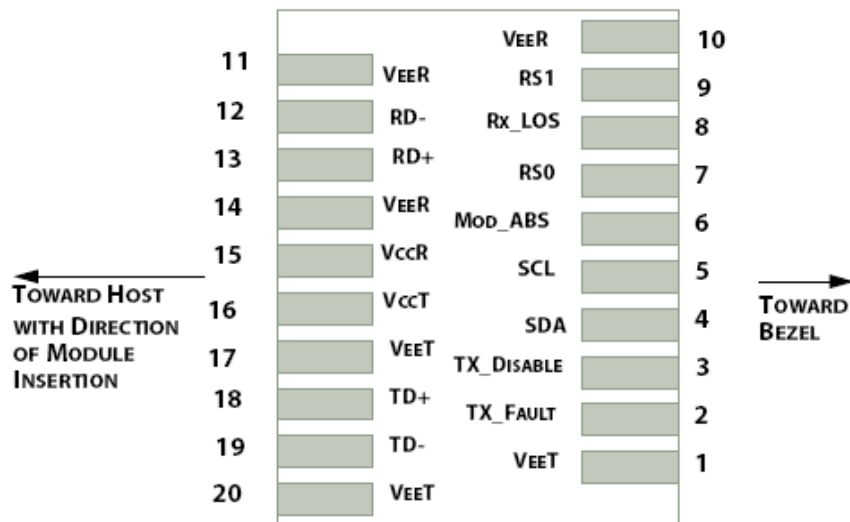 11 VEER
12 RD-
13 RD+
14 VEER
15 VCCR
16 VCCT
17 VEET
18 TD+
19 TD-
20 VEET
TOWARD HOST
WITH DIRECTION
OF MODULE
INSERTION
VEER 10
RS1 9
RX_LOS 8
RS0 7
MOD_ABS 6
SCL 5
SDA 4
TX_DISABLE 3
TX_FAULT 2
VEET 1
TOWARD
BEZEL